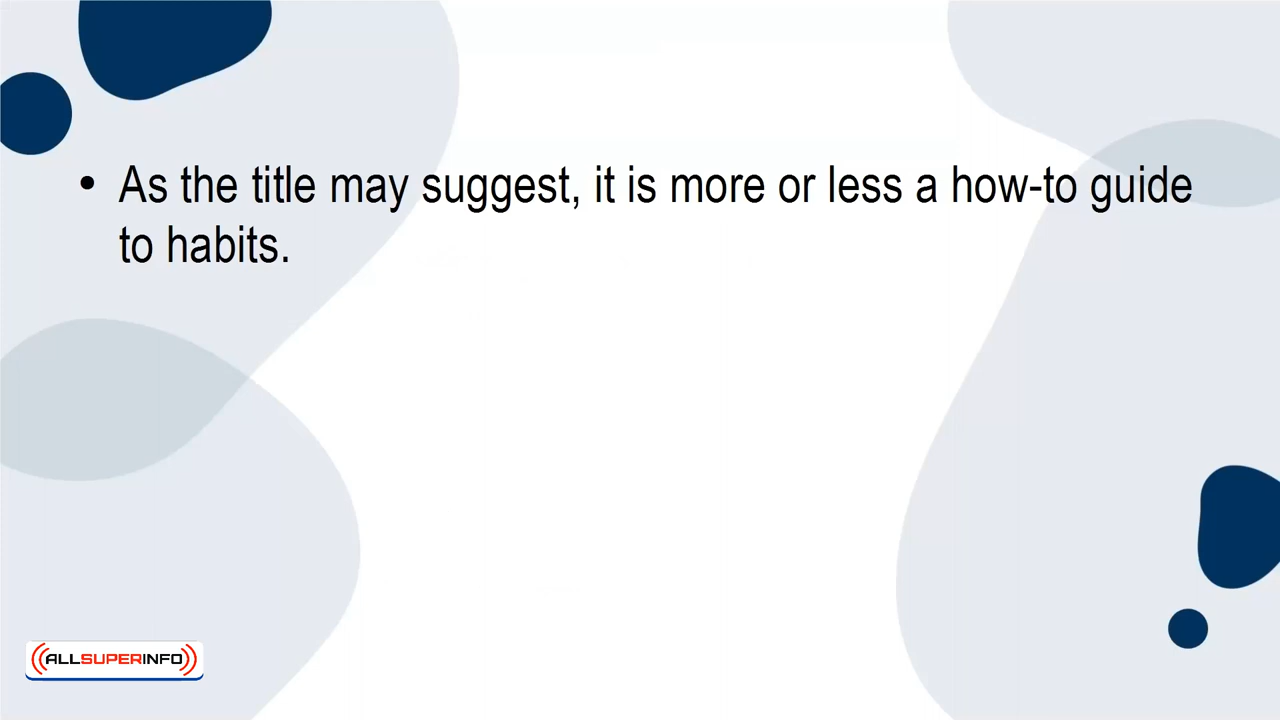 • As the title may suggest, it is more or less a how-to guide
to habits.
ALLSUPERINFO